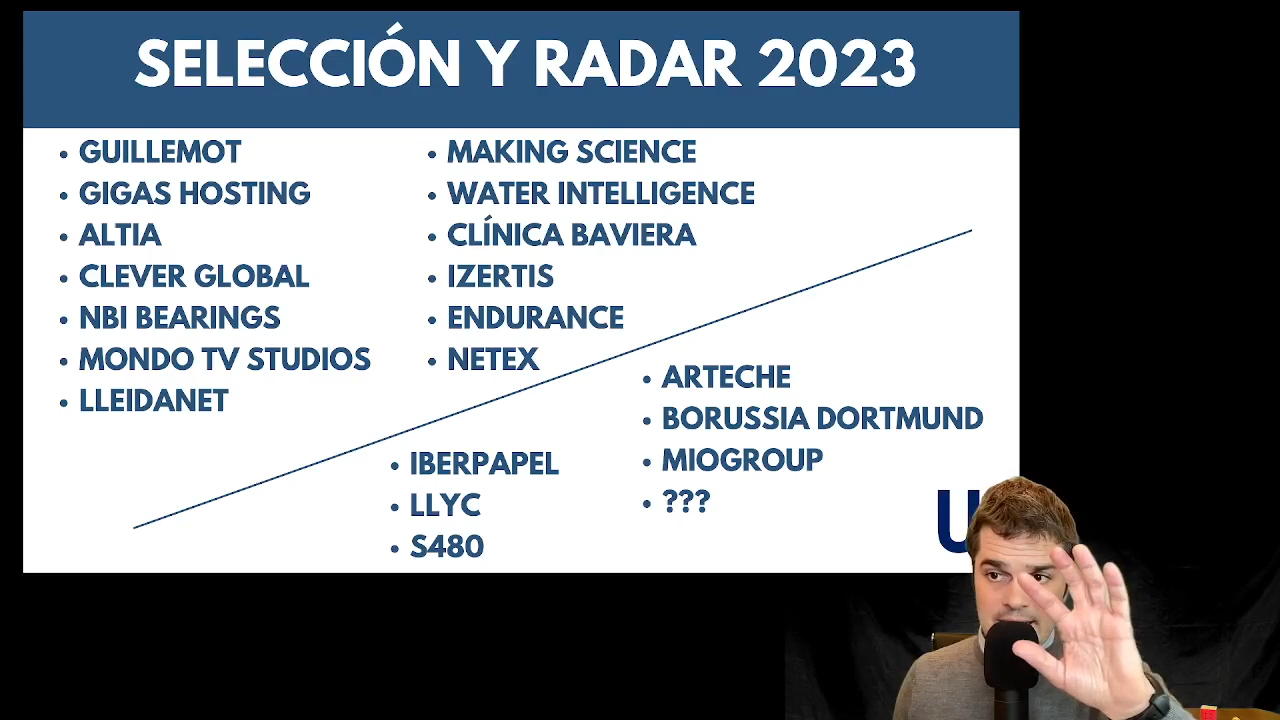 SELECCIÓN Y RADAR 2023
• GUILLEMOT
• GIGAS HOSTING
• ALTIA
• CLEVER GLOBAL
• NBI BEARINGS
• MONDO TV STUDIOS
• LLEIDANET
• MAKING SCIENCE
• WATER INTELLIGENCE
• CLÍNICA BAVIERA
• IZERTIS
• ENDURANCE
• NETEX
• IBERPAPEL
• LLYC
• S480
• ARTECHE
• BORUSSIA DORTMUND
• MIOGROUP
• ???